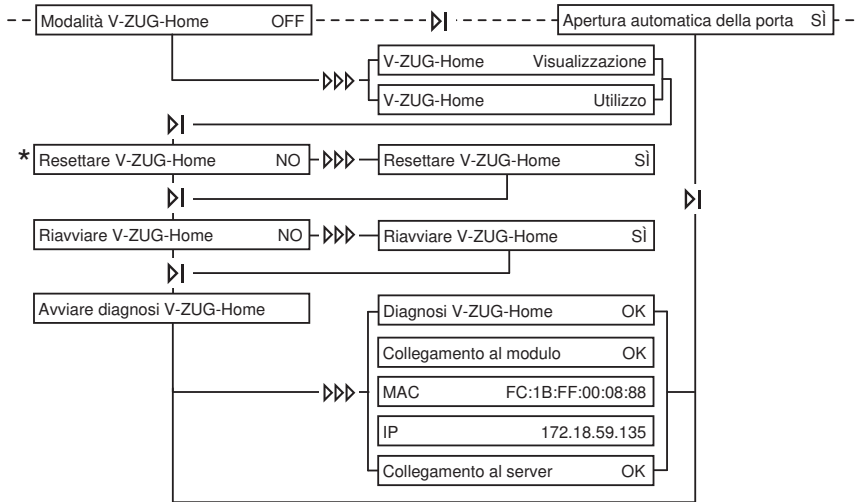 Modalità V-ZUG-Home OFF
Apertura automatica della porta SÌ
V-ZUG-Home Visualizzazione
V-ZUG-Home Utilizzo
* Resettare V-ZUG-Home NO
Resettare V-ZUG-Home SÌ
Riavviare V-ZUG-Home NO
Riavviare V-ZUG-Home SÌ
Avviare diagnosi V-ZUG-Home
Diagnosi V-ZUG-Home OK
Collegamento al modulo OK
MAC FC:1B:FF:00:08:88
IP 172.18.59.135
Collegamento al server OK